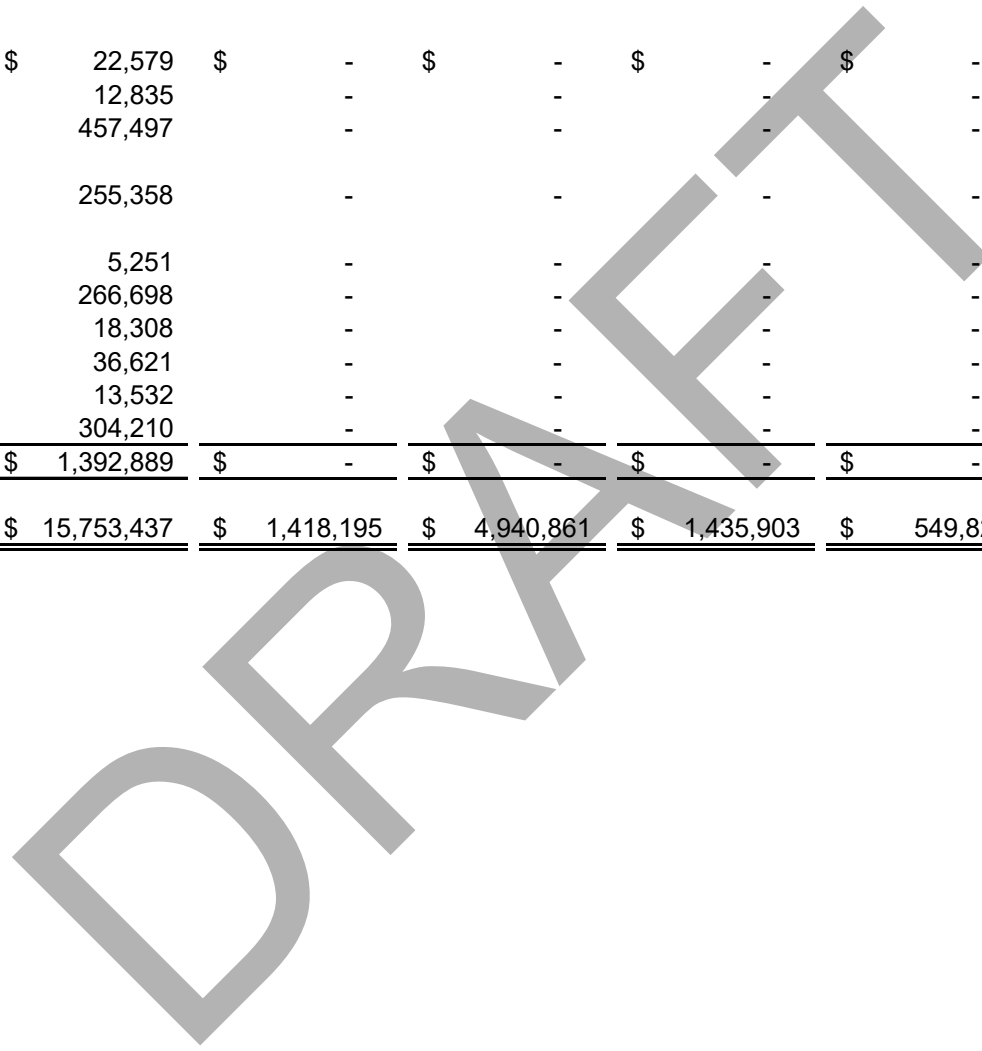 $ 22,579 $ - $ - $ - $ -
12,835 - - - -
457,497 - - - -
255,358 - - - -
5,251 - - - -
266,698 - - - -
18,308 - - - -
36,621 - - - -
13,532 - - - -
304,210 - - - -
$ 1,392,889 $ - $ - $ - $ -
$ 15,753,437 $ 1,418,195 $ 4,940,861 $ 1,435,903 $
DRAFT